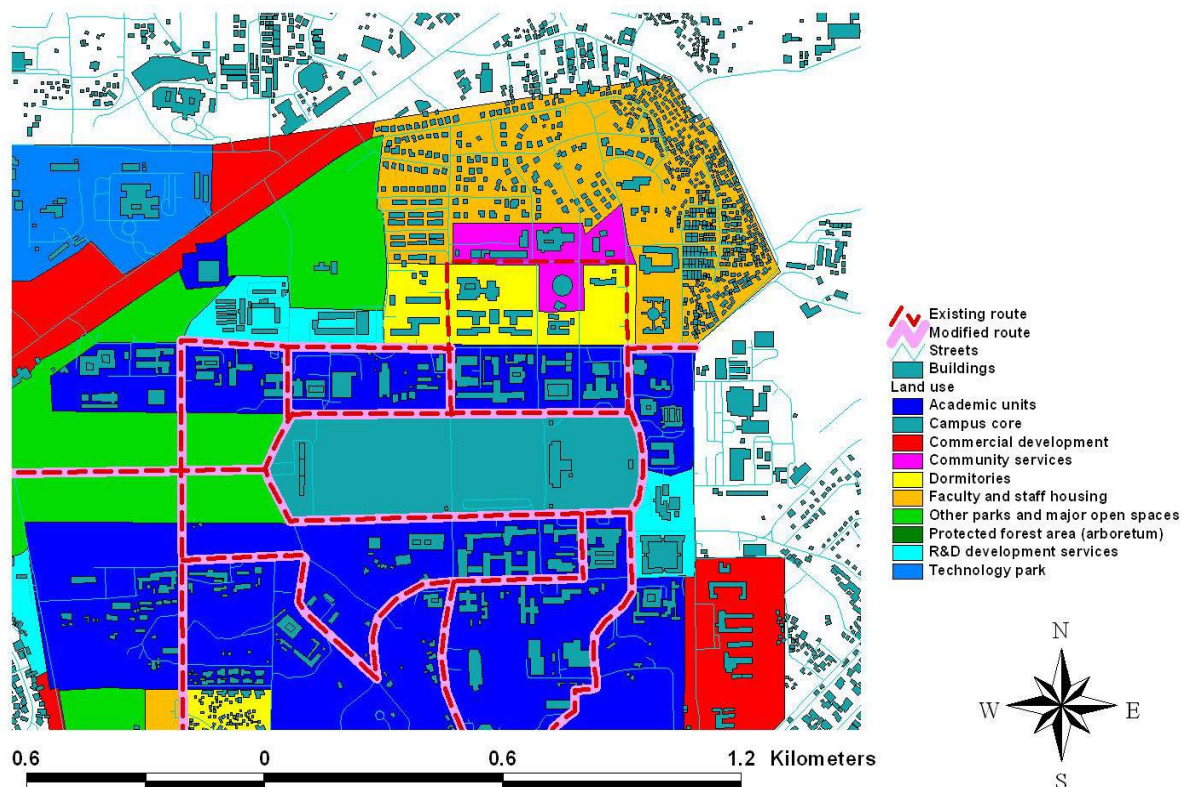 Existing route
Modified route
Streets
Buildings
Land use
Academic units
Campus core
Commercial development
Community services
Dormitories
Faculty and staff housing
Other parks and major open spaces
Protected forest area (arboretum)
R&D development services
Technology park
N
W E
S
0.6 0 0.6 1.2 Kilometers